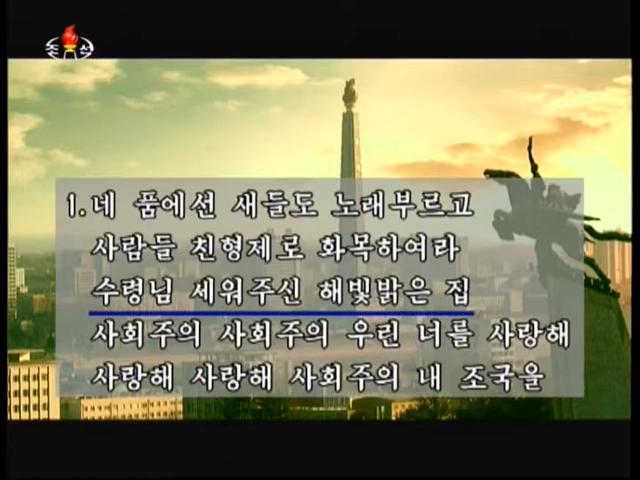 조선
1. 네 품에선 새들도 노래부르고
사람들 친형제로 화목하여라
수령님 세워주신 해빛밝은 집
사회주의 사회주의 우린 너를 사랑해
사랑해 사랑해 사회주의 내 조국을